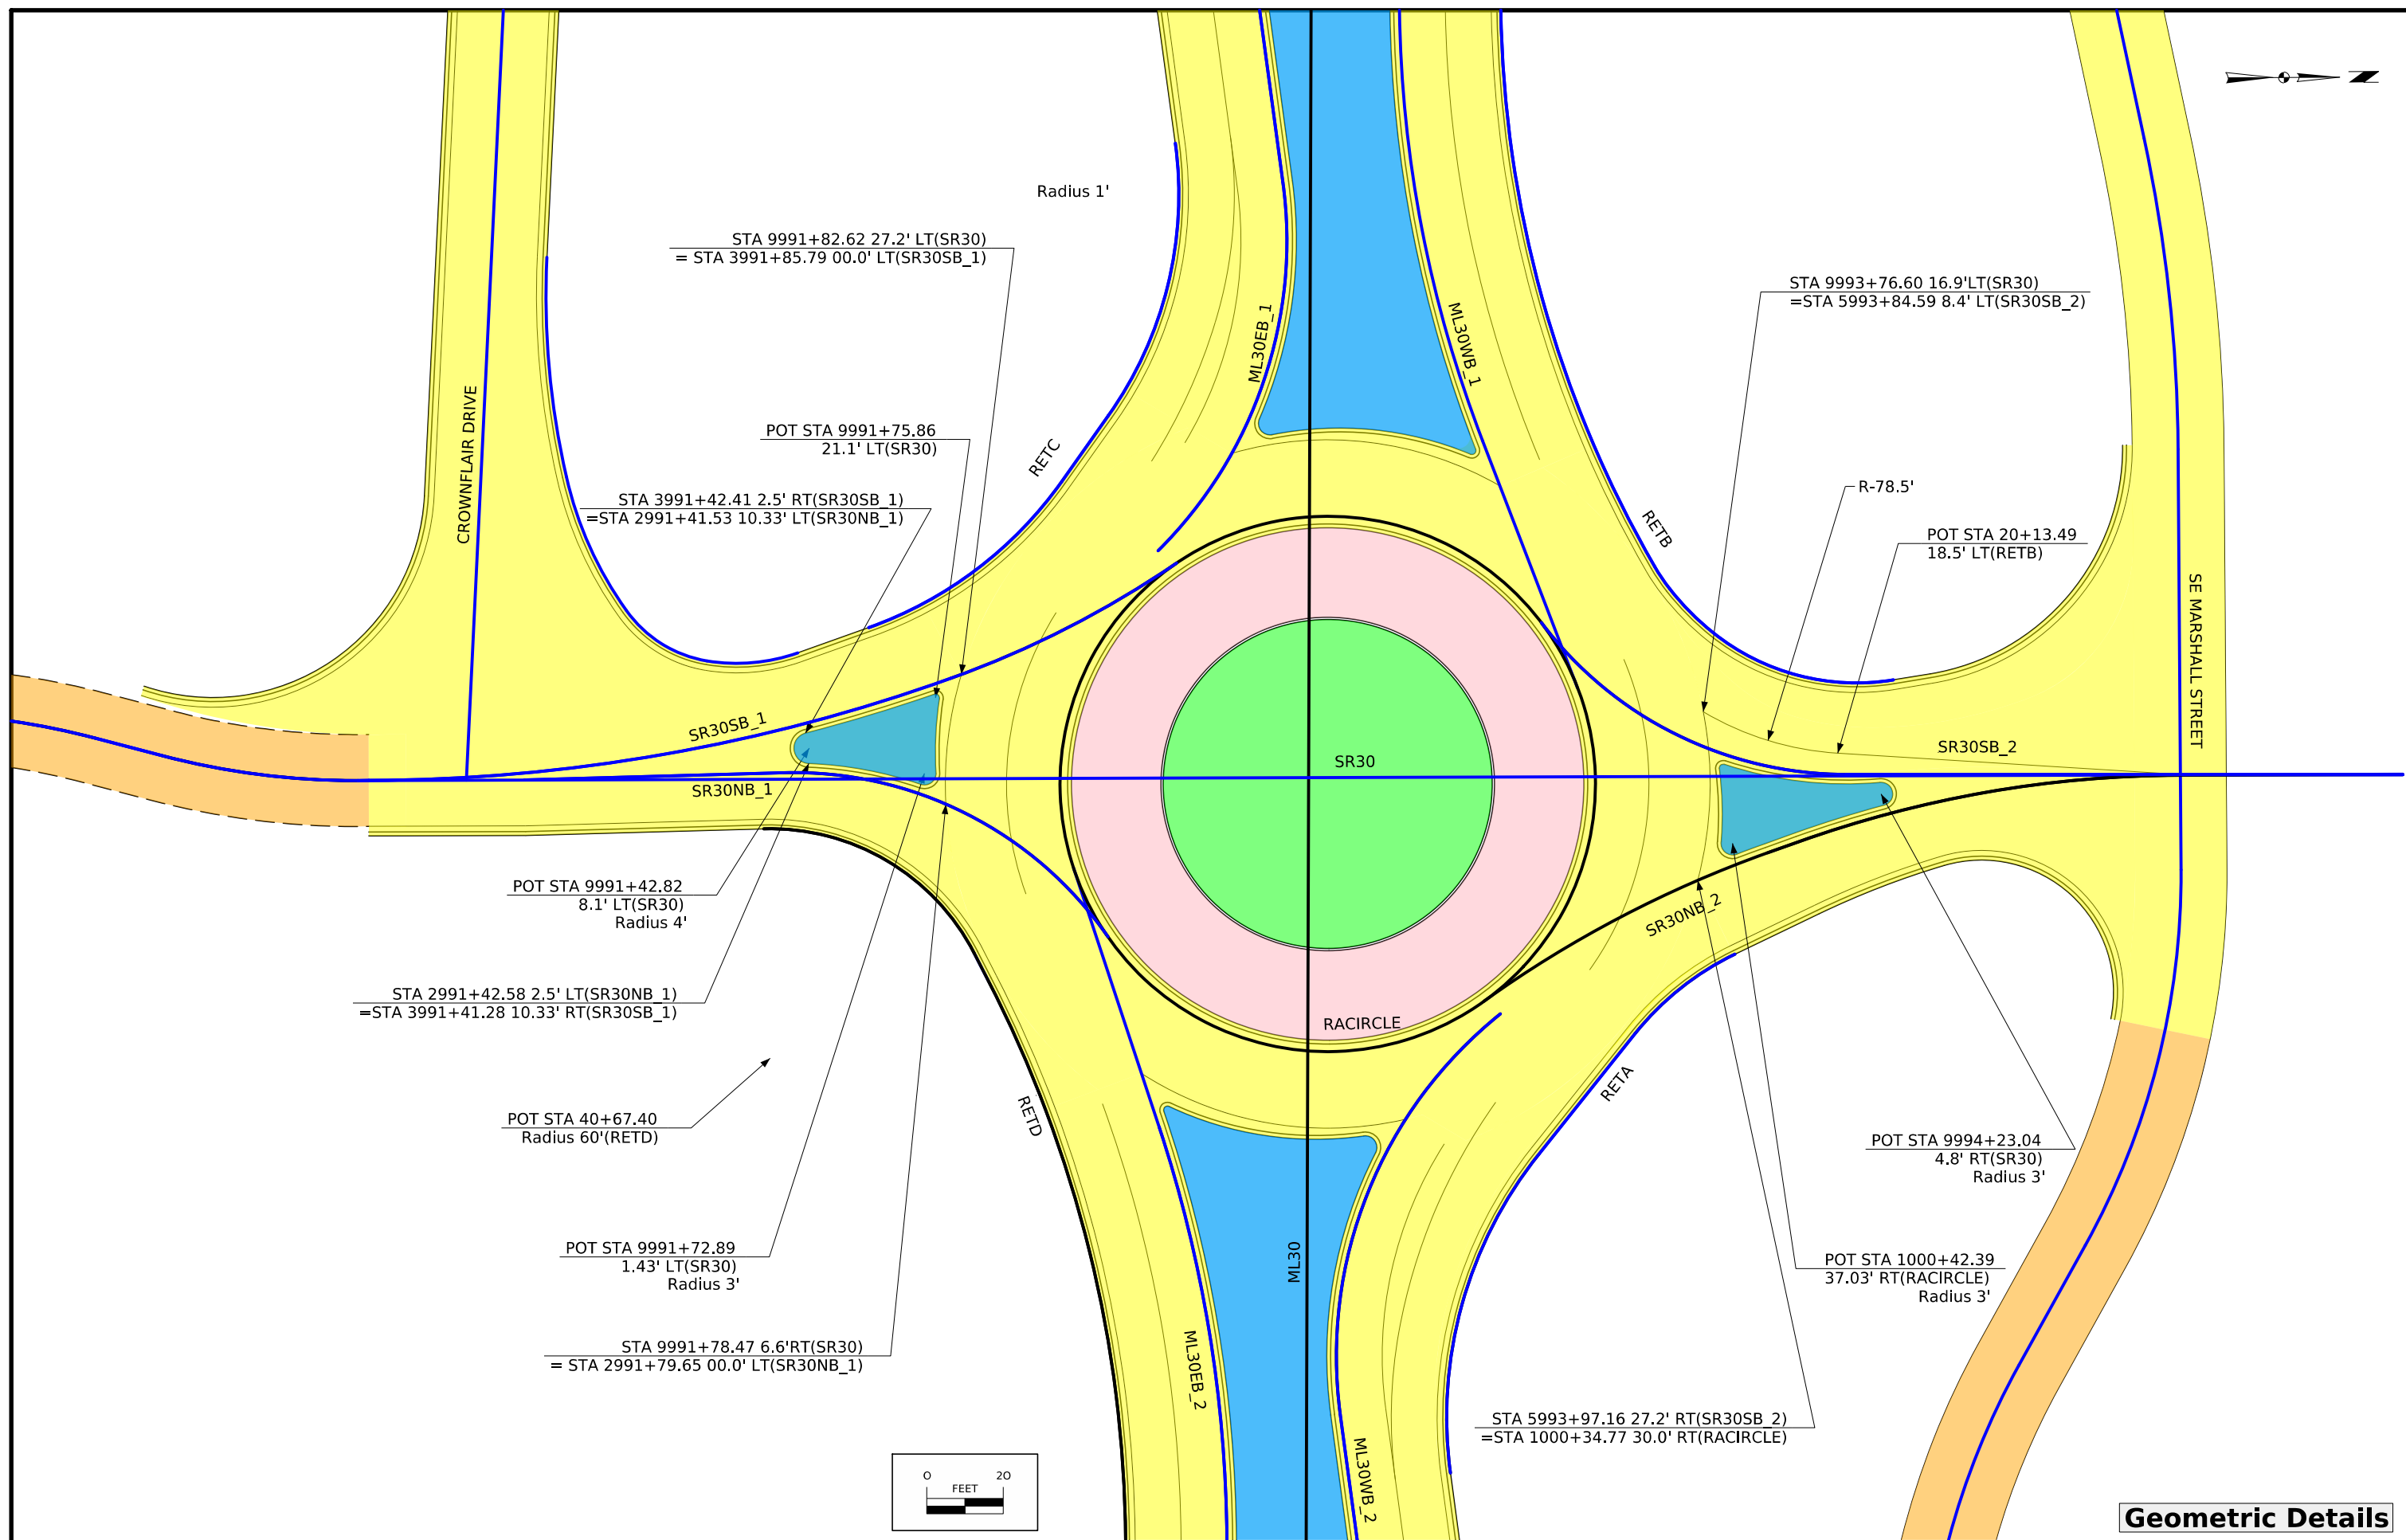 Radius 1'
STA 9991+82.62 27.2' LT(SR30)
= STA 3991+85.79 00.0' LT(SR30SB_1)
STA 9993+76.60 16.9'LT(SR30)
=STA 5993+84.59 8.4' LT(SR30SB_2)
ML30EB_1
ML30WB_1
CROWNFLAIR DRIVE
POT STA 9991+75.86
21.1' LT(SR30)
RETC
STA 3991+42.41 2.5' RT(SR30SB_1)
=STA 2991+41.53 10.33' LT(SR30NB_1)
RETB
R-78.5'
POT STA 20+13.49
18.5' LT(RETB)
SE MARSHALL STREET
SR30SB_1
SR30NB_1
SR30
SR30SB_2
SR30NB_2
POT STA 9991+42.82
8.1' LT(SR30)
Radius 4'
STA 2991+42.58 2.5' LT(SR30NB_1)
=STA 3991+41.28 10.33' RT(SR30SB_1)
RACIRCLE
RETD
RETA
POT STA 40+67.40
Radius 60'(RETD)
POT STA 9994+23.04
4.8' RT(SR30)
Radius 3'
POT STA 9991+72.89
1.43' LT(SR30)
Radius 3'
ML30
POT STA 1000+42.39
37.03' RT(RACIRCLE)
Radius 3'
STA 9991+78.47 6.6'RT(SR30)
= STA 2991+79.65 00.0' LT(SR30NB_1)
ML30EB_2
ML30WB_2
STA 5993+97.16 27.2' RT(SR30SB_2)
=STA 1000+34.77 30.0' RT(RACIRCLE)
0 20
FEET
Geometric Details